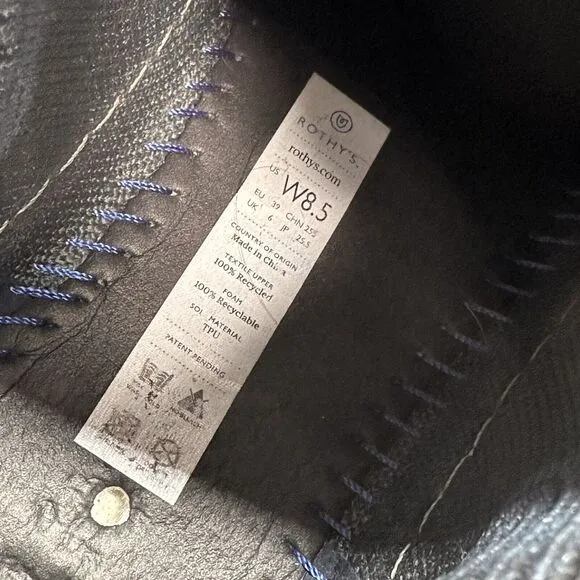 ROTHY'S
rothys.com
US W8.5
EU 39 CHN 255
UK 6 JP 25.5
COUNTRY OF ORIGIN
Made in China
TEXTILE UPPER
100% Recycled
FOAM
100% Recyclable
SOLE MATERIAL
TPU
PATENT PENDING